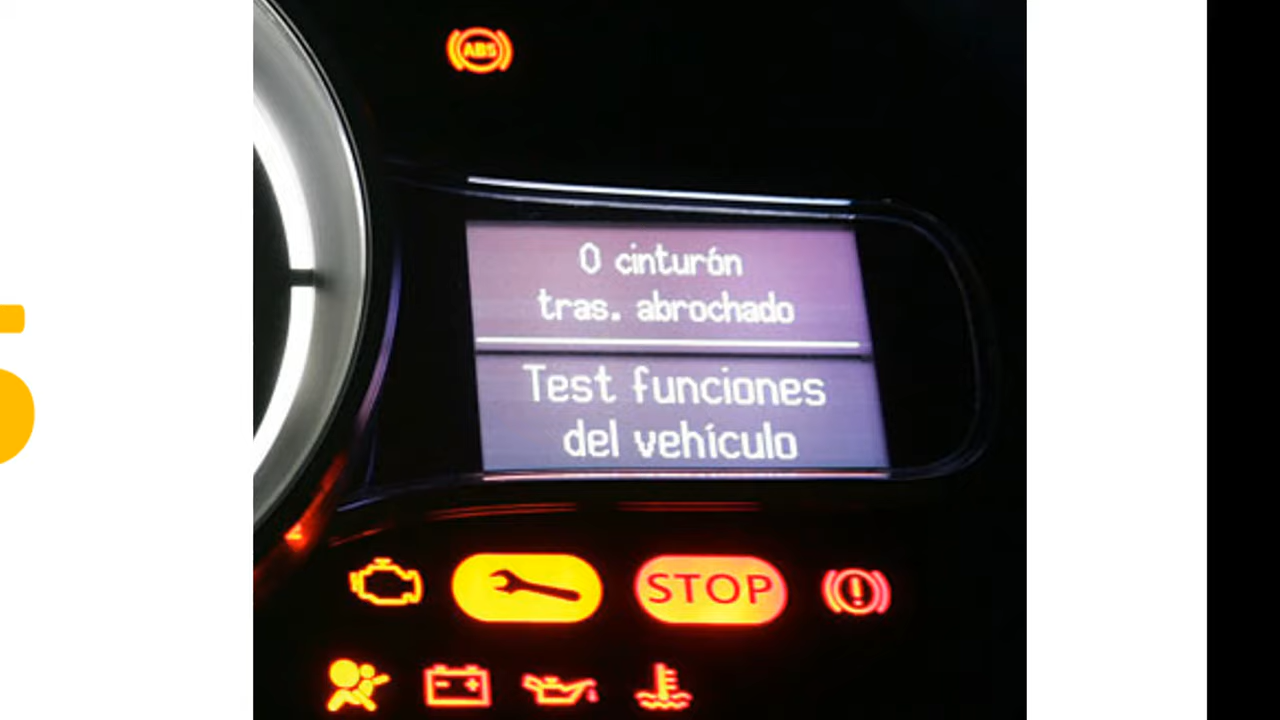 ABS
0 cinturón
tras. abrochado
Test funciones
del vehículo
STOP